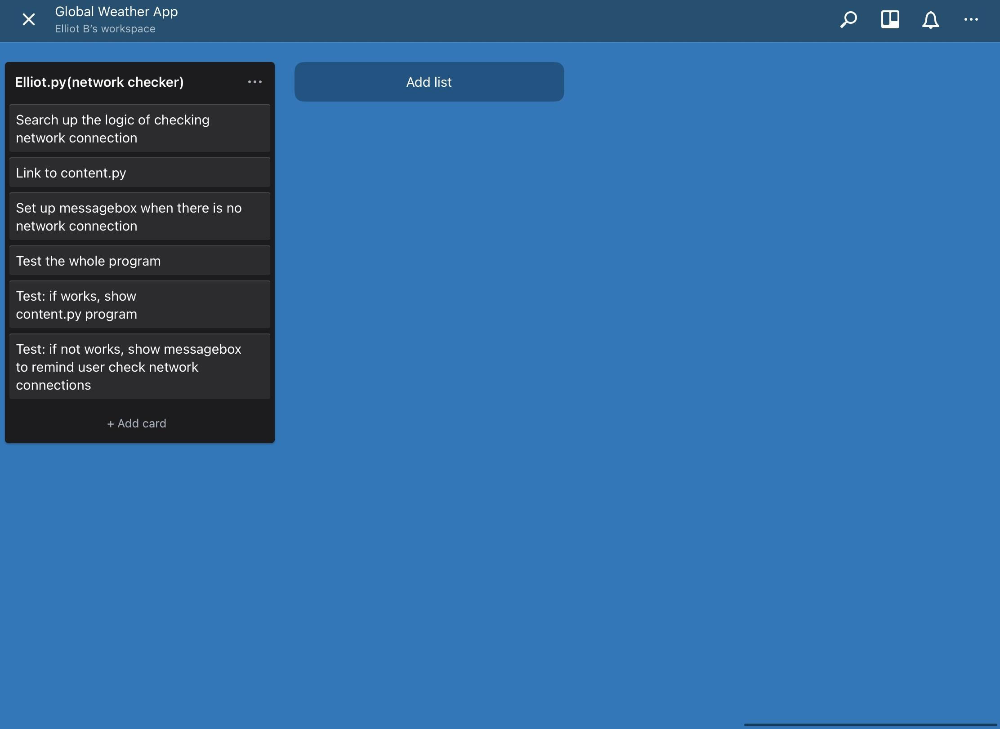 Global Weather App
Elliot B’s workspace
Elliot.py(network checker)
Add list
Search up the logic of checking
network connection
Link to content.py
Set up messagebox when there is no
network connection
Test the whole program
Test: if works, show
content.py program
Test: if not works, show messagebox
to remind user check network
connections
+ Add card